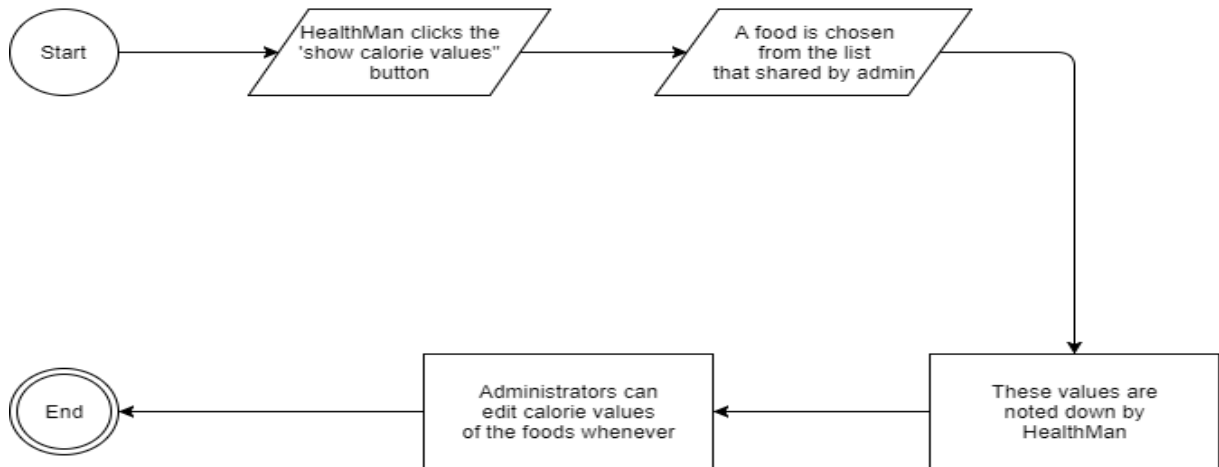 Start
HealthMan clicks the
'show calorie values"
button
A food is chosen
from the list
that shared by admin
These values are
noted down by
HealthMan
Administrators can
edit calorie values
of the foods whenever
End